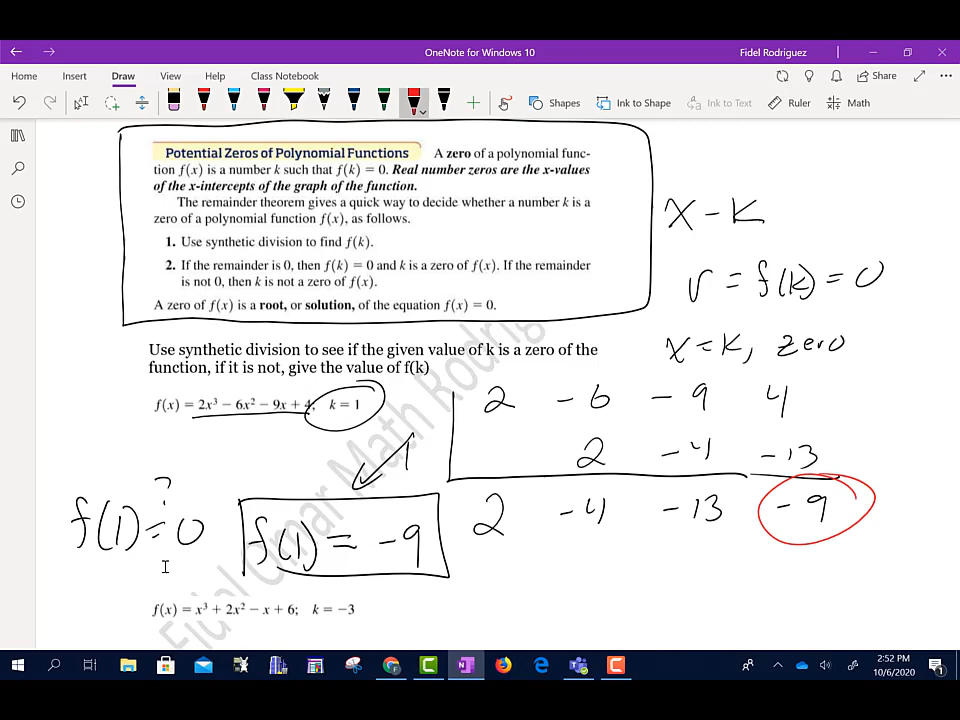 OneNote for Windows 10
Fidel Rodriguez
Home Insert Draw View Help Class Notebook
Share
Shapes Ink to Shape Ink to Text Ruler Math
Potential Zeros of Polynomial Functions A zero of a polynomial func-
tion f(x) is a number k such that f(k) = 0. Real number zeros are the x-values
of the x-intercepts of the graph of the function.
The remainder theorem gives a quick way to decide whether a number k is a
zero of a polynomial function f(x), as follows.
1. Use synthetic division to find f(k).
2. If the remainder is 0, then f(k) = 0 and k is a zero of f(x). If the remainder
is not 0, then k is not a zero of f(x).
A zero of f(x) is a root, or solution, of the equation f(x) = 0.
x - k
r = f(k) = 0
x = k, zero
Use synthetic division to see if the given value of k is a zero of the
function, if it is not, give the value of f(k)
f(x) = 2x³ − 6x² − 9x + 4; k = 1
1
2 -6 -9 4
2 -4 -13
2 -4 -13 -9
?
f(1) = 0
f(1) = -9
f(x) = x³ + 2x² − x + 6; k = −3
Fidel Omar Math Rodrig
2:52 PM
10/6/2020
1